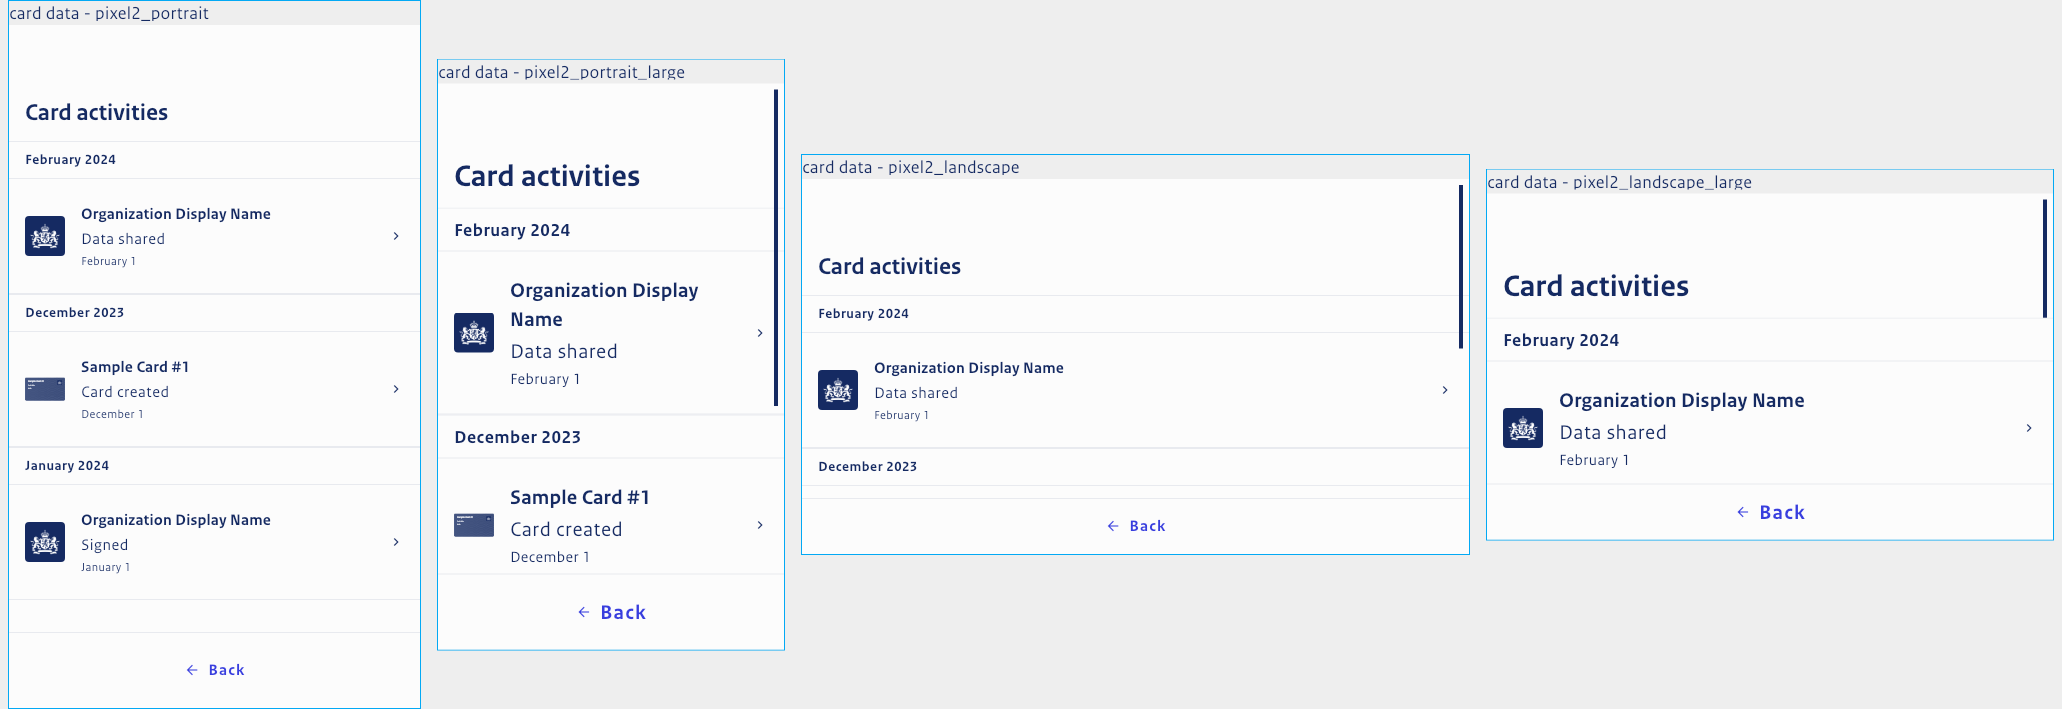 card data - pixel2_portrait
Card activities
February 2024
Organization Display Name
Data shared
February 1
December 2023
Sample Card #1
Card created
December 1
January 2024
Organization Display Name
Signed
January 1
← Back
card data - pixel2_portrait_large
Card activities
February 2024
Organization Display
Name
Data shared
February 1
December 2023
Sample Card #1
Card created
December 1
← Back
card data - pixel2_landscape
Card activities
February 2024
Organization Display Name
Data shared
February 1
December 2023
← Back
card data - pixel2_landscape_large
Card activities
February 2024
Organization Display Name
Data shared
February 1
← Back